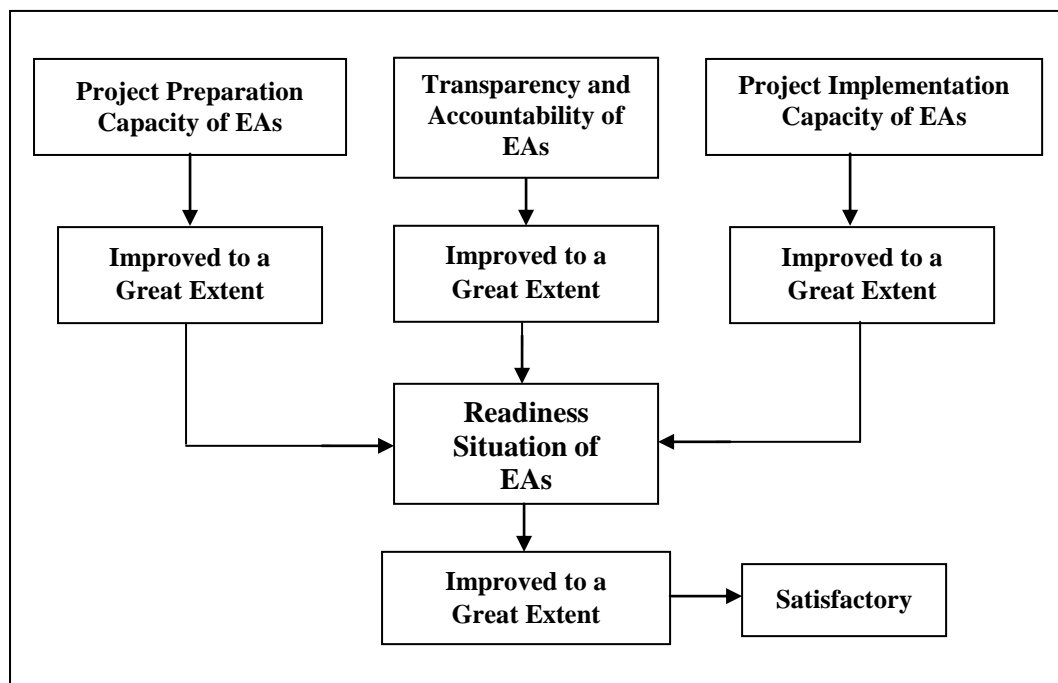 Project Preparation
Capacity of EAs
Transparency and
Accountability of
EAs
Project Implementation
Capacity of EAs
Improved to a
Great Extent
Improved to a
Great Extent
Improved to a
Great Extent
Readiness
Situation of
EAs
Improved to a
Great Extent
Satisfactory